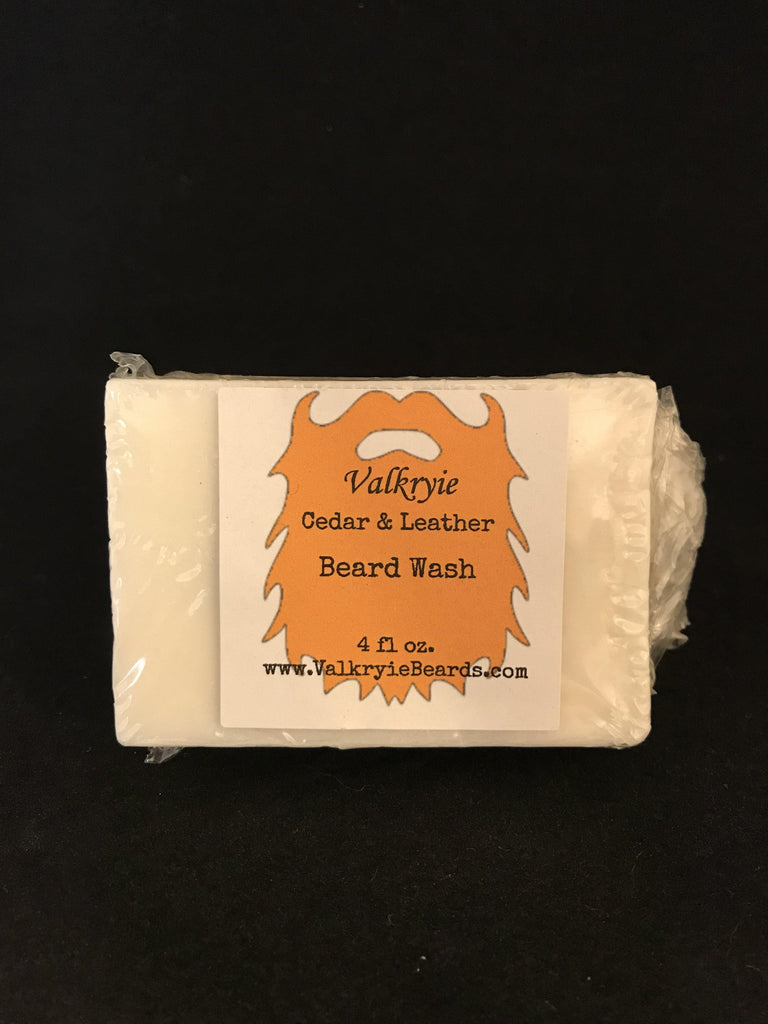 Valkryie
Cedar & Leather
Beard Wash
4 fl oz.
www.ValkryieBeards.com